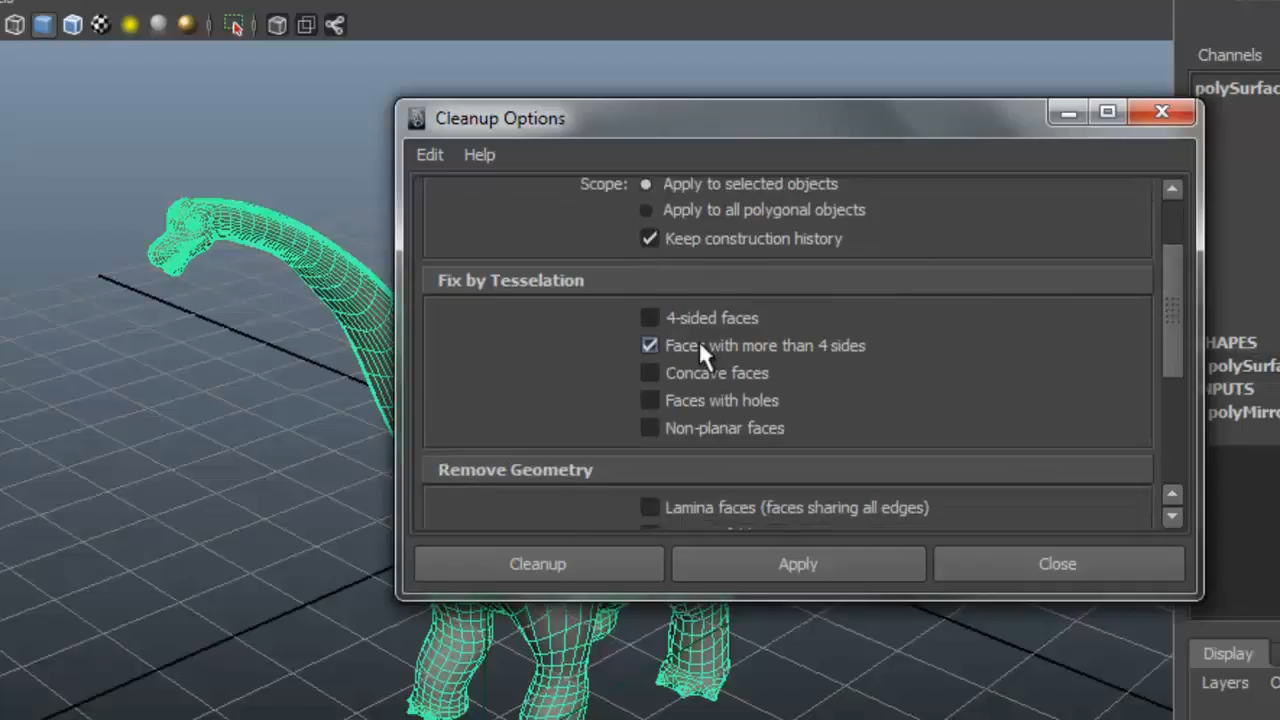 Channels
Cleanup Options
polySurfac
Edit Help
Scope: Apply to selected objects
Apply to all polygonal objects
Keep construction history
Fix by Tesselation
4-sided faces
Faces with more than 4 sides
HAPES
polySurfa
Concave faces
NPUTS
Faces with holes
polyMirro
Non-planar faces
Remove Geometry
Lamina faces (faces sharing all edges)
Cleanup Apply Close
Display
Layers O